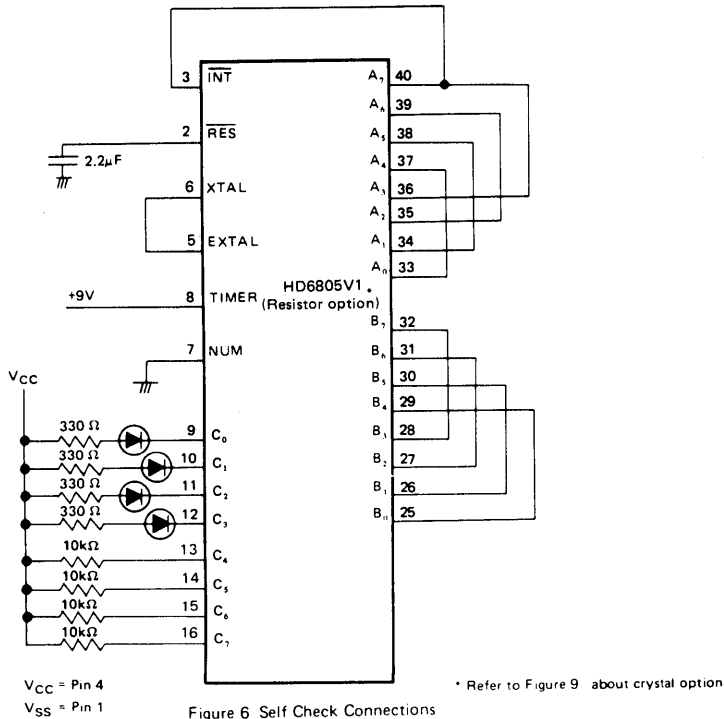 3 INT A₇ 40
A₆ 39
2 RES A₅ 38
2.2μF A₄ 37
6 XTAL A₃ 36
A₂ 35
5 EXTAL A₁ 34
A₀ 33
+9V 8 TIMER HD6805V1 *
(Resistor option)
B₇ 32
7 NUM B₆ 31
B₅ 30
VCC B₄ 29
330 Ω 9 C₀ B₃ 28
330 Ω 10 C₁ B₂ 27
330 Ω 11 C₂ B₁ 26
330 Ω 12 C₃ B₀ 25
10kΩ 13 C₄
10kΩ 14 C₅
10kΩ 15 C₆
10kΩ 16 C₇
VCC = Pin 4
VSS = Pin 1
* Refer to Figure 9 about crystal option
Figure 6 Self Check Connections